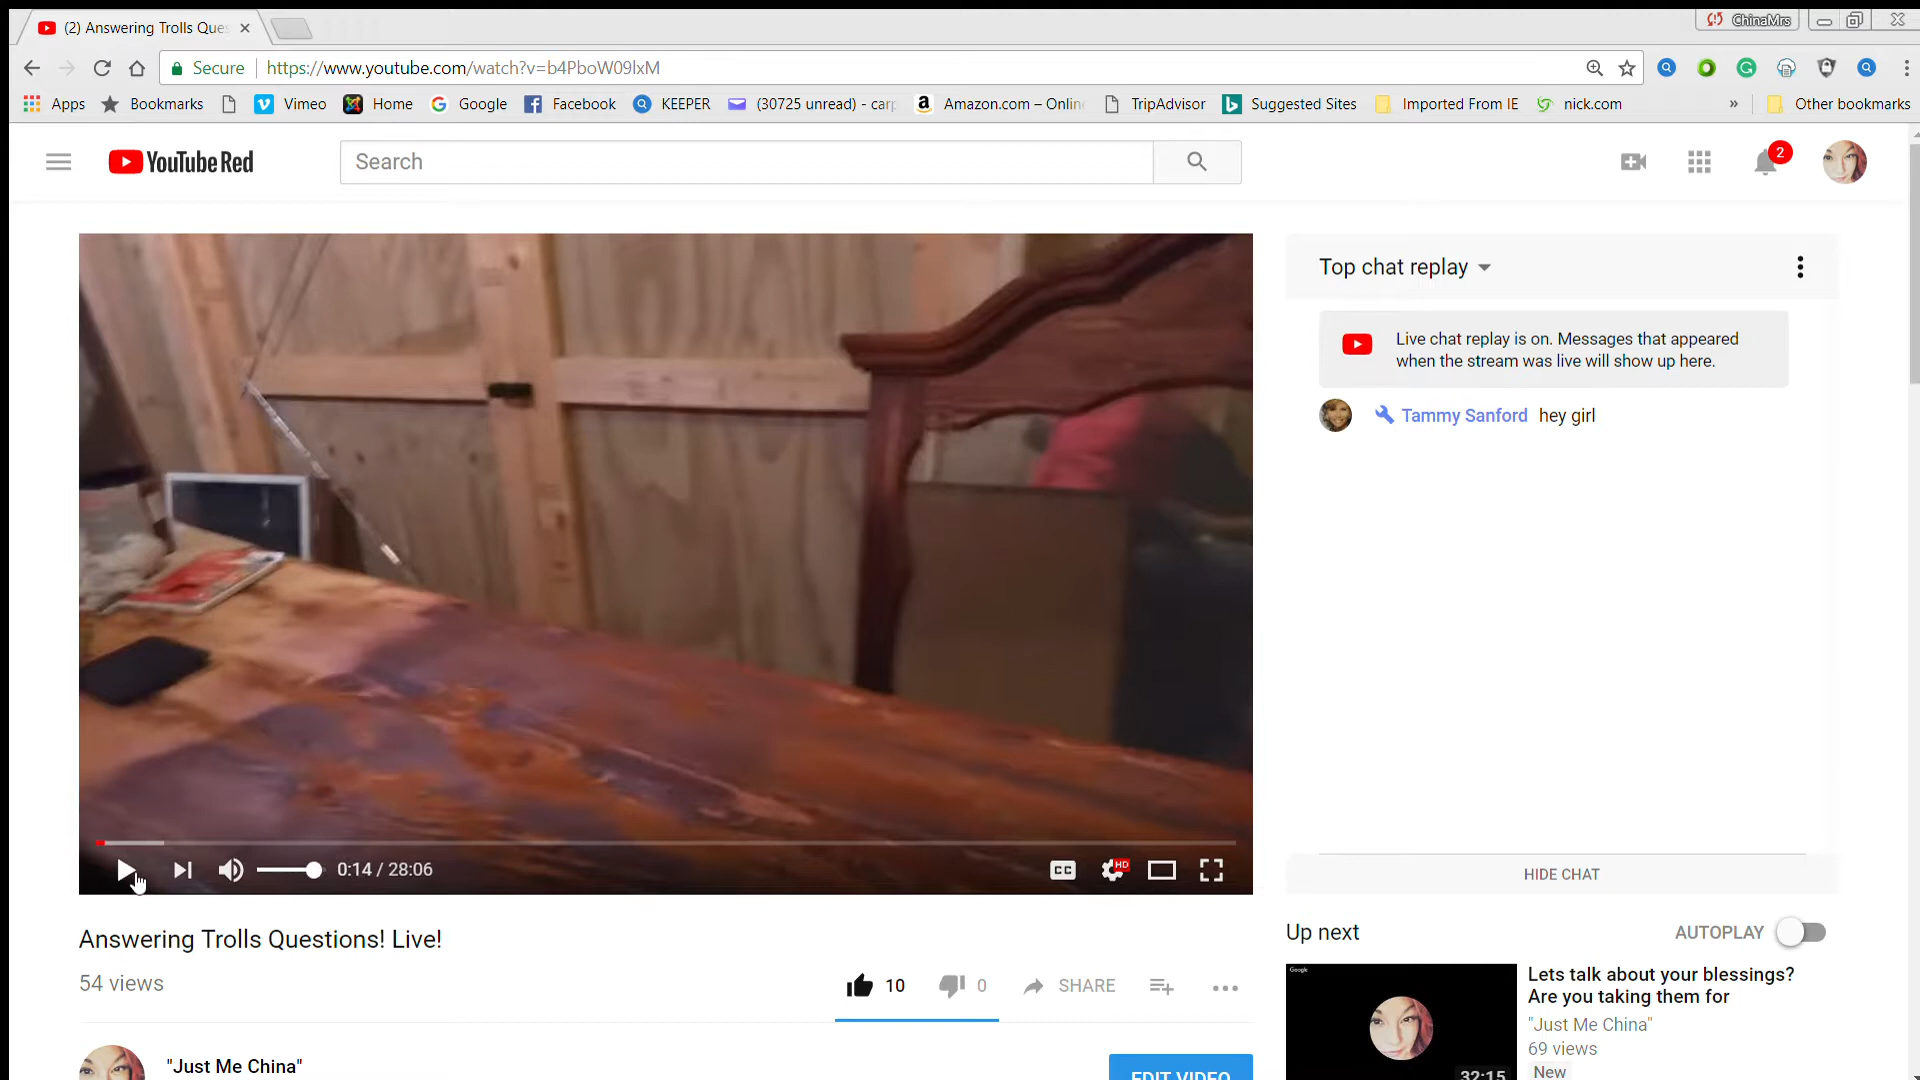 (2) Answering Trolls Ques
ChinaMrs
Secure
https://www.youtube.com/watch?v=b4PboW09lxM
Apps
Bookmarks
Vimeo
Home
Google
Facebook
KEEPER
(30725 unread) - carp
Amazon.com – Onlin
TripAdvisor
Suggested Sites
Imported From IE
nick.com
»
Other bookmarks
YouTube Red
Search
2
Top chat replay
Live chat replay is on. Messages that appeared
when the stream was live will show up here.
Tammy Sanford hey girl
0:14 / 28:06
CC
HD
HIDE CHAT
Answering Trolls Questions! Live!
54 views
10
0
SHARE
Up next
AUTOPLAY
Google
32:15
Lets talk about your blessings?
Are you taking them for
"Just Me China"
69 views
New
"Just Me China"
EDIT VIDEO